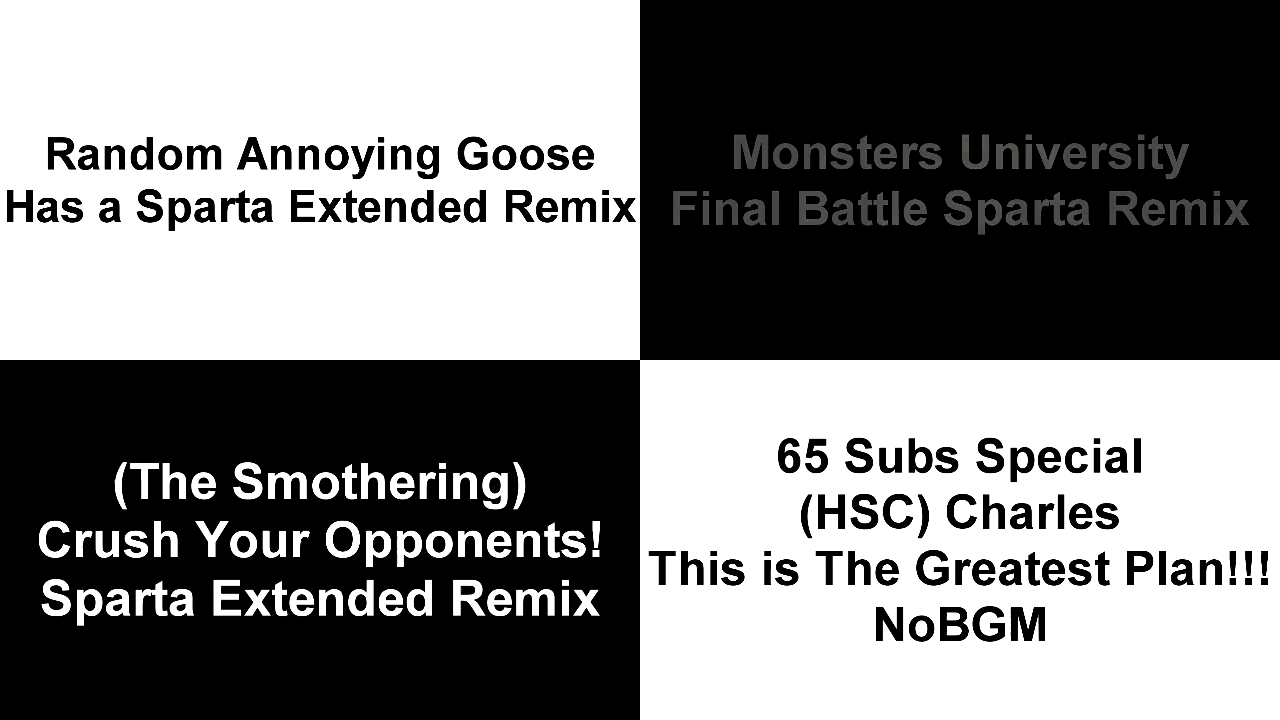 Random Annoying Goose
Has a Sparta Extended Remix
Monsters University
Final Battle Sparta Remix
(The Smothering)
Crush Your Opponents!
Sparta Extended Remix
65 Subs Special
(HSC) Charles
This is The Greatest Plan!!!
NoBGM